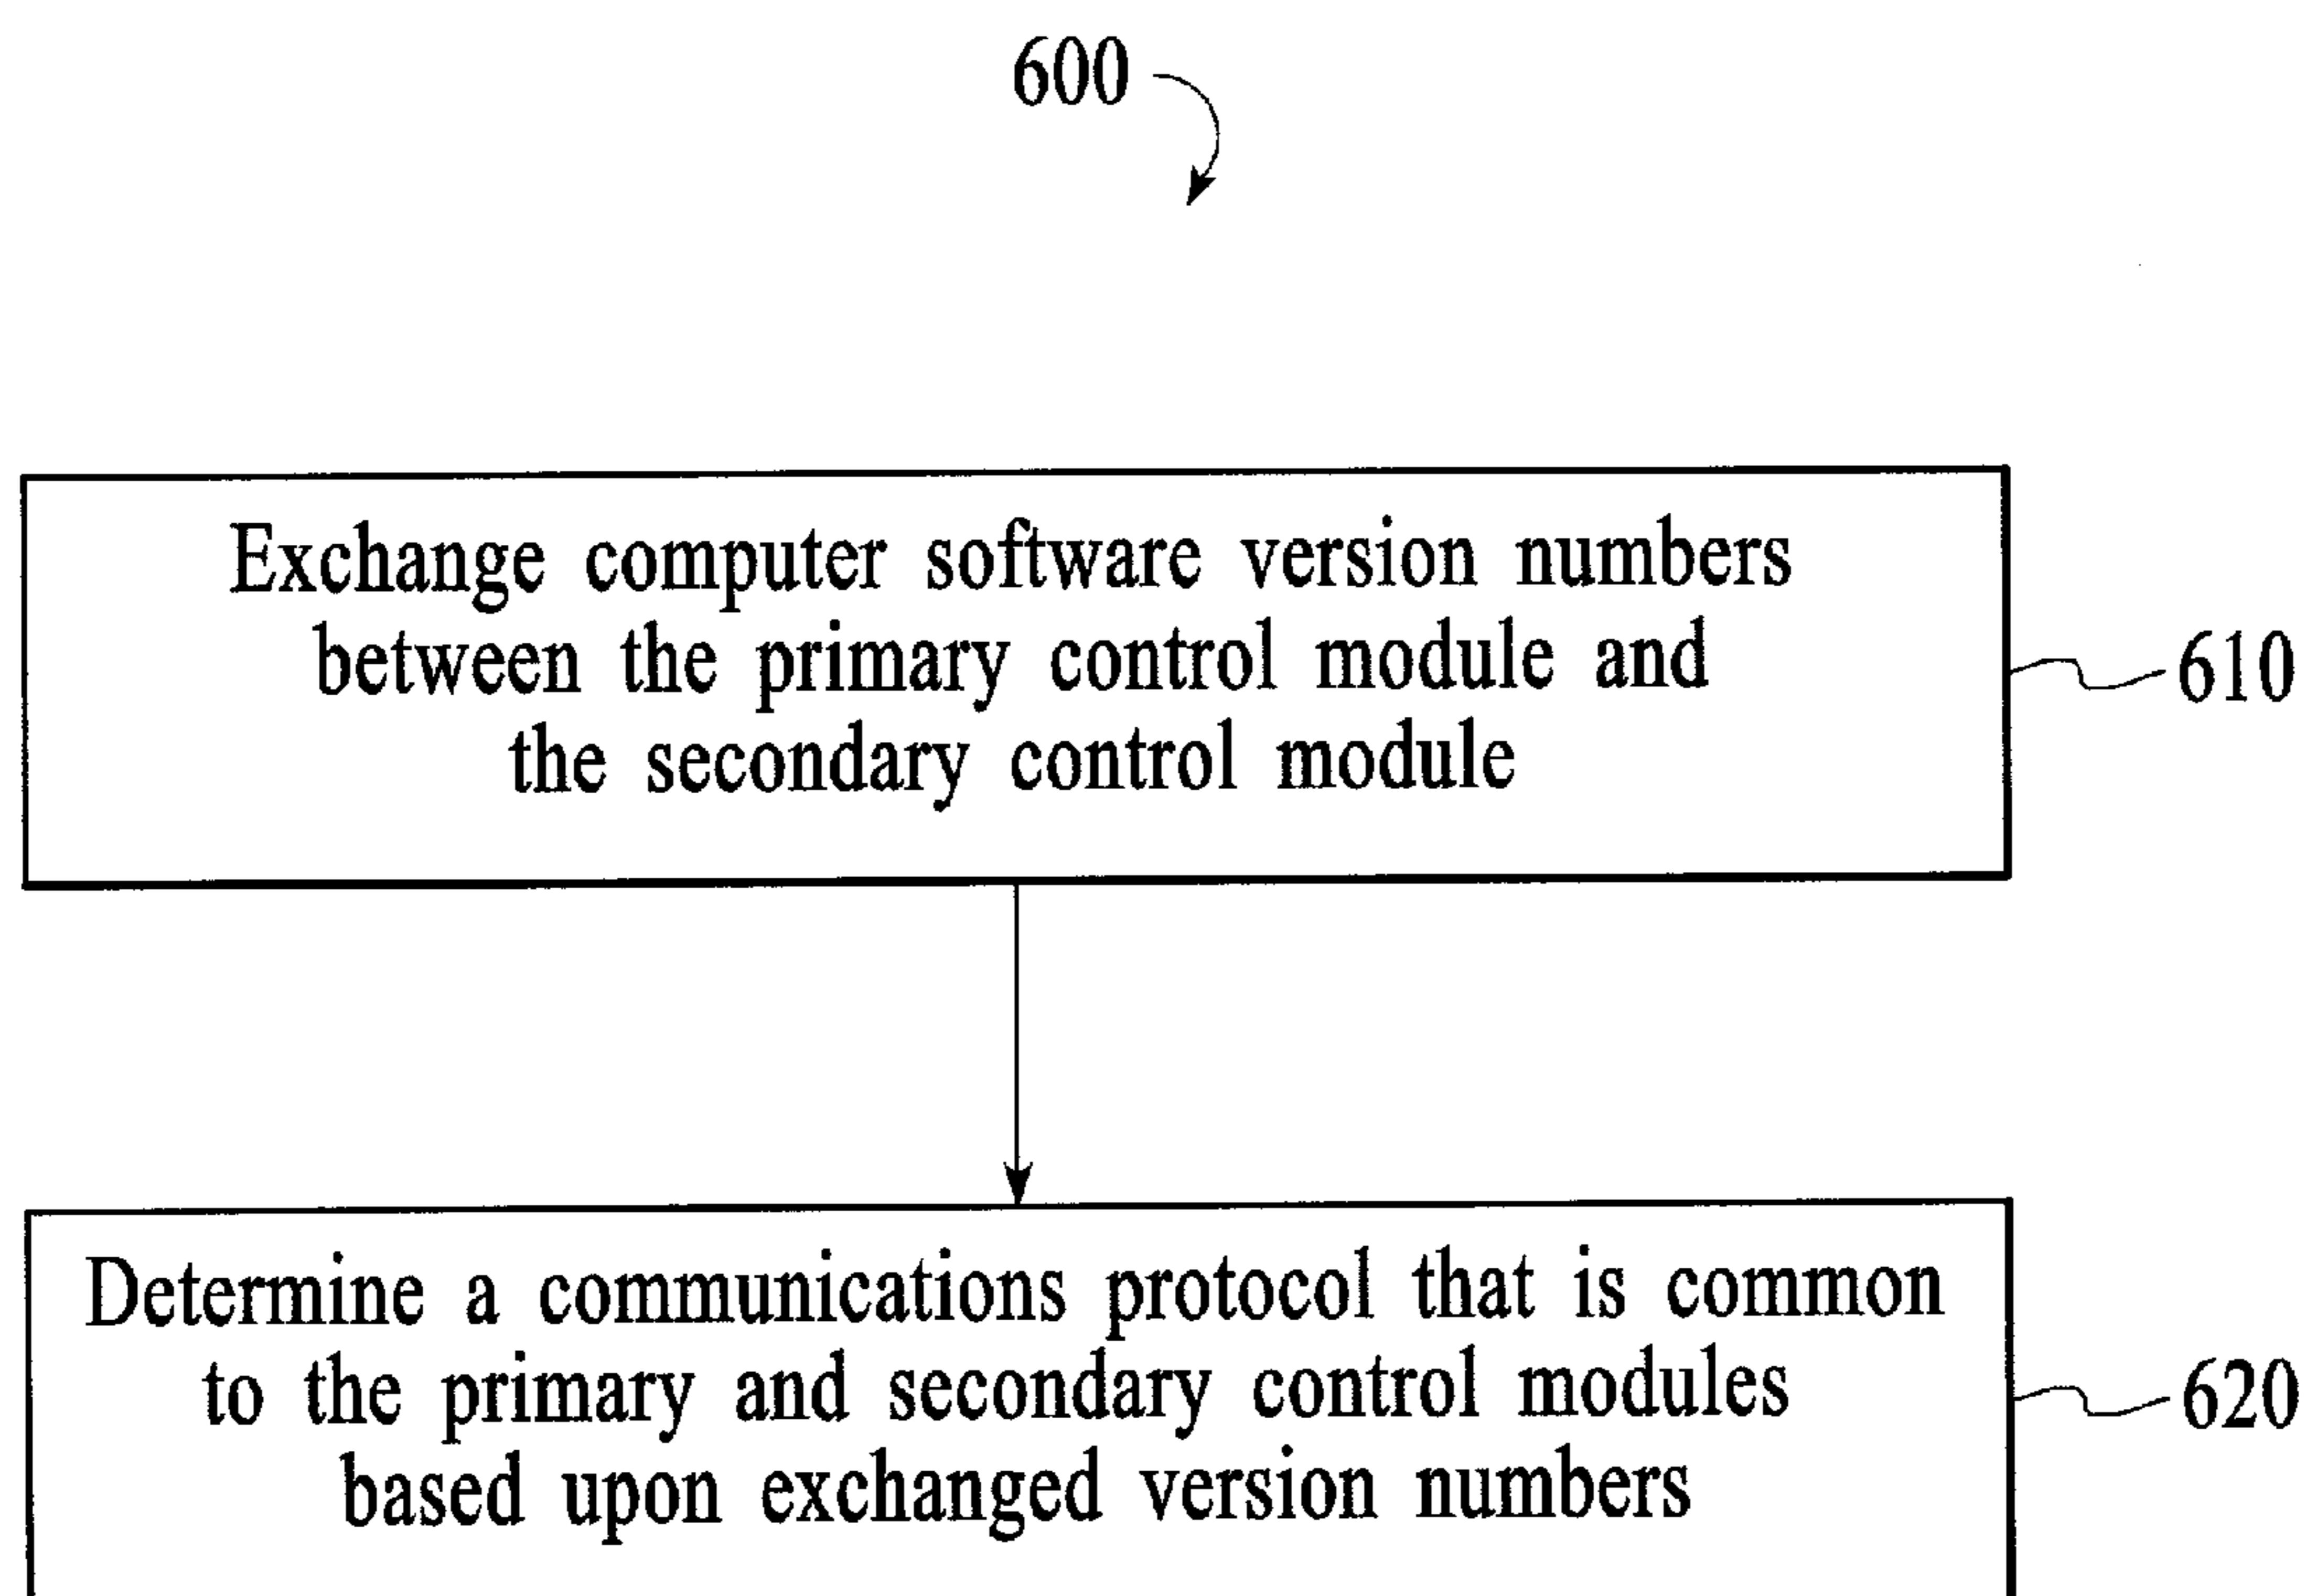 600
Exchange computer software version numbers
between the primary control module and
the secondary control module
610
Determine a communications protocol that is common
to the primary and secondary control modules
based upon exchanged version numbers
620